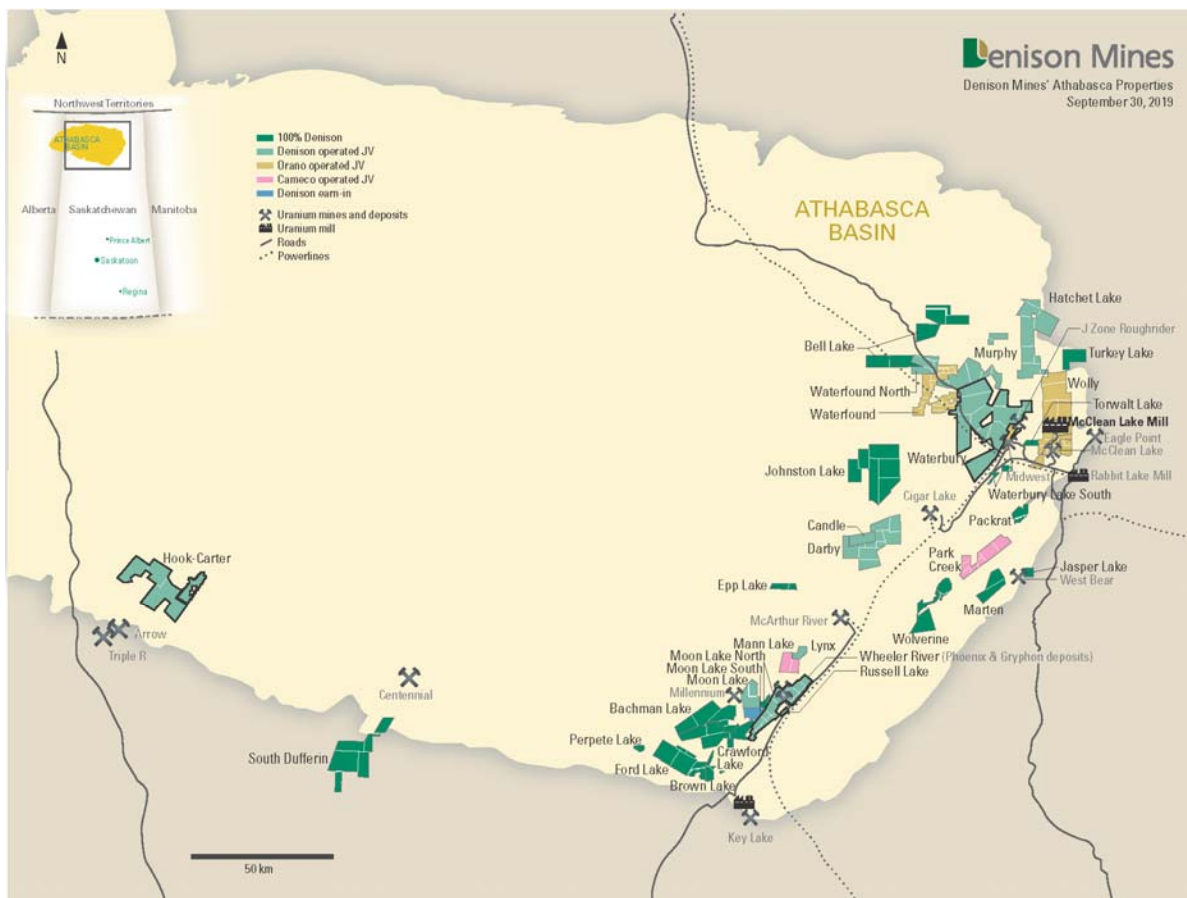 N
Denison Mines
Denison Mines' Athabasca Properties
September 30, 2019
Northwest Territories
ATHABASCA
BASIN
Alberta
Saskatchewan
Manitoba
Prince Albert
Saskatoon
Regina
100% Denison
Denison operated JV
Orano operated JV
Cameco operated JV
Denison earn-in
Uranium mines and deposits
Uranium mill
Roads
Powerlines
ATHABASCA
BASIN
Hatchet Lake
J Zone Roughrider
Bell Lake
Murphy
Turkey Lake
Waterfound North
Wolly
Waterfound
Torwalt Lake
McClean Lake Mill
Eagle Point
Waterbury
McClean Lake
Johnston Lake
Midwest
Rabbit Lake Mill
Waterbury Lake South
Cigar Lake
Packrat
Candle
Darby
Park
Creek
Hook-Carter
Jasper Lake
West Bear
Epp Lake
Marten
McArthur River
Wolverine
Arrow
Triple R
Mann Lake
Lynx
Moon Lake North
Wheeler River (Phoenix & Gryphon deposits)
Moon Lake South
Russell Lake
Moon Lake
Centennial
Millennium
Bachman Lake
Perpete Lake
South Dufferin
Crawford
Lake
Ford Lake
Brown Lake
Key Lake
50 km